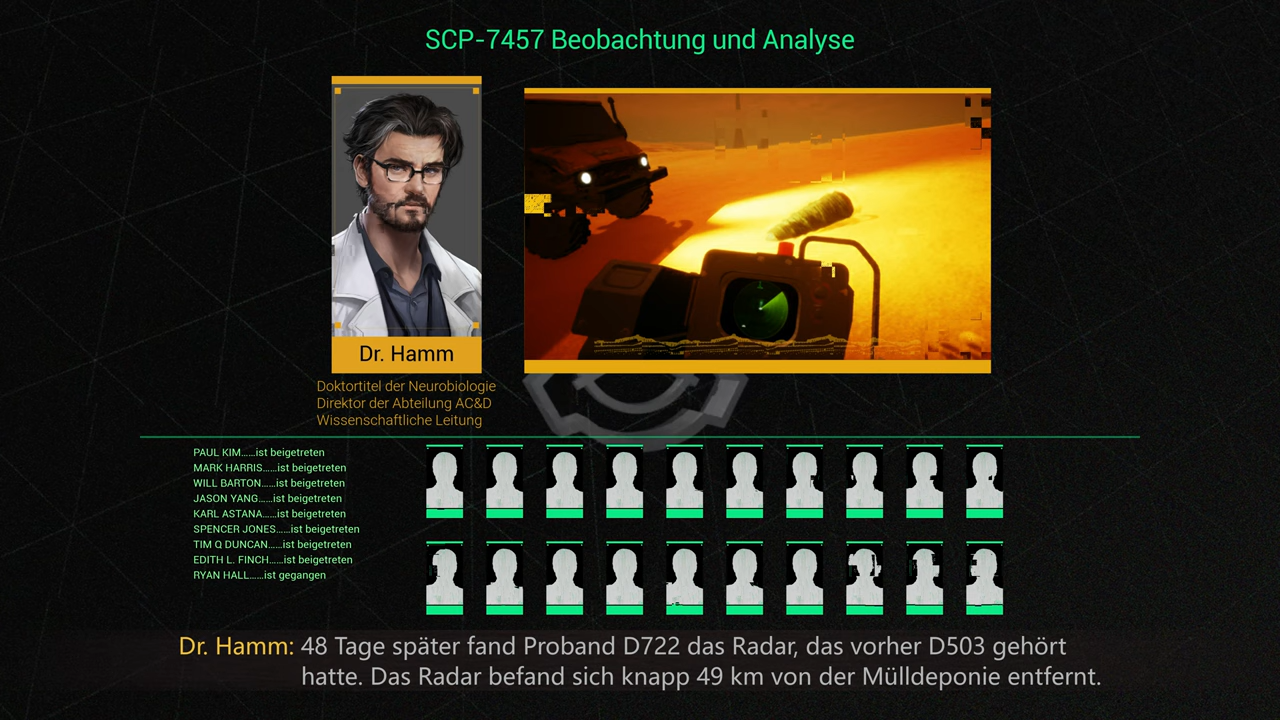 SCP-7457 Beobachtung und Analyse
Dr. Hamm
Doktortitel der Neurobiologie
Direktor der Abteilung AC&D
Wissenschaftliche Leitung
PAUL KIM......ist beigetreten
MARK HARRIS......ist beigetreten
WILL BARTON......ist beigetreten
JASON YANG......ist beigetreten
KARL ASTANA......ist beigetreten
SPENCER JONES......ist beigetreten
TIM Q DUNCAN......ist beigetreten
EDITH L. FINCH......ist beigetreten
RYAN HALL......ist gegangen
Dr. Hamm: 48 Tage später fand Proband D722 das Radar, das vorher D503 gehört
hatte. Das Radar befand sich knapp 49 km von der Mülldeponie entfernt.